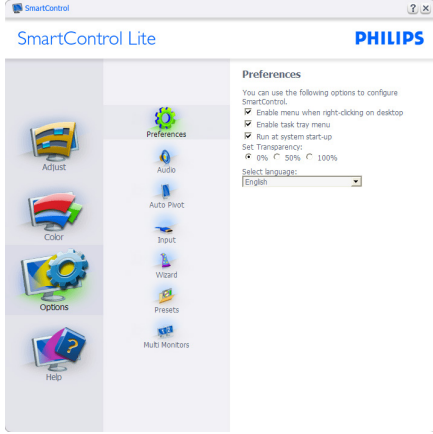 SmartControl
SmartControl Lite
PHILIPS
Adjust
Color
Options
Help
Preferences
Audio
Auto Pivot
Input
Wizard
Presets
Multi Monitors
Preferences
You can use the following options to configure
SmartControl.
Enable menu when right-clicking on desktop
Enable task tray menu
Run at system start-up
Set Transparency:
0% 50% 100%
Select language:
English